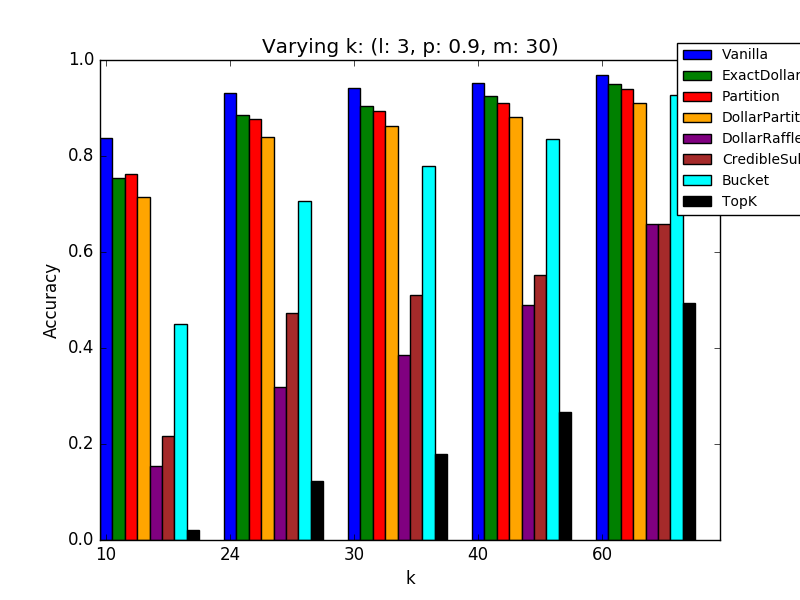 Varying k: (l: 3, p: 0.9, m: 30)
Vanilla
ExactDollar
Partition
DollarPartit
DollarRaffle
CredibleSu
Bucket
TopK
1.0
0.8
0.6
0.4
0.2
0.0
Accuracy
10 24 30 40 60
k